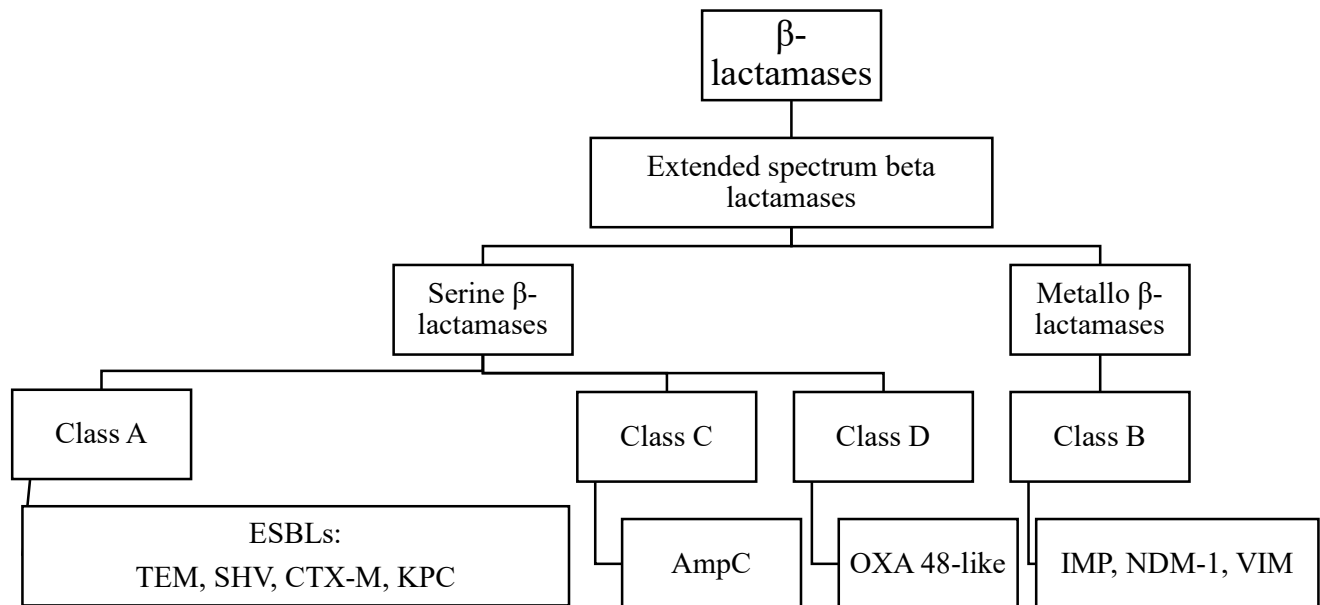 β-
lactamases
Extended spectrum beta
lactamases
Serine β-
lactamases
Metallo β-
lactamases
Class A
Class C
Class D
Class B
ESBLs:
TEM, SHV, CTX-M, KPC
AmpC
OXA 48-like
IMP, NDM-1, VIM